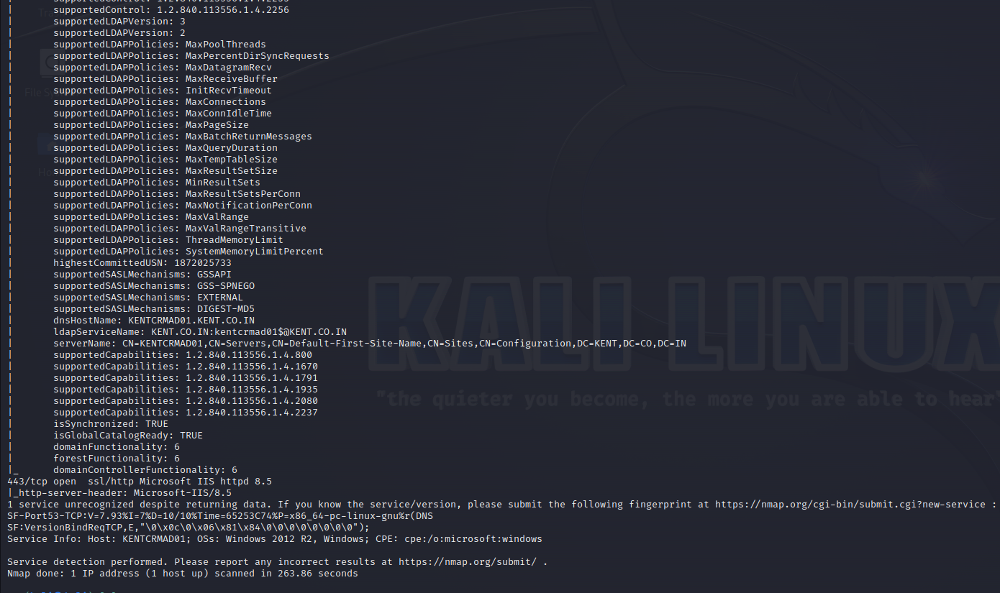 |       supportedControl: 1.2.840.113556.1.4.2256
|       supportedLDAPVersion: 3
|       supportedLDAPVersion: 2
|       supportedLDAPPolicies: MaxPoolThreads
|       supportedLDAPPolicies: MaxPercentDirSyncRequests
|       supportedLDAPPolicies: MaxDatagramRecv
|       supportedLDAPPolicies: MaxReceiveBuffer
|       supportedLDAPPolicies: InitRecvTimeout
|       supportedLDAPPolicies: MaxConnections
|       supportedLDAPPolicies: MaxConnIdleTime
|       supportedLDAPPolicies: MaxPageSize
|       supportedLDAPPolicies: MaxBatchReturnMessages
|       supportedLDAPPolicies: MaxQueryDuration
|       supportedLDAPPolicies: MaxTempTableSize
|       supportedLDAPPolicies: MaxResultSetSize
|       supportedLDAPPolicies: MinResultSets
|       supportedLDAPPolicies: MaxResultSetsPerConn
|       supportedLDAPPolicies: MaxNotificationPerConn
|       supportedLDAPPolicies: MaxValRange
|       supportedLDAPPolicies: MaxValRangeTransitive
|       supportedLDAPPolicies: ThreadMemoryLimit
|       supportedLDAPPolicies: SystemMemoryLimitPercent
|       highestCommittedUSN: 1872025733
|       supportedSASLMechanisms: GSSAPI
|       supportedSASLMechanisms: GSS-SPNEGO
|       supportedSASLMechanisms: EXTERNAL
|       supportedSASLMechanisms: DIGEST-MD5
|       dnsHostName: KENTCRMAD01.KENT.CO.IN
|       ldapServiceName: KENT.CO.IN:kentcrmad01$@KENT.CO.IN
|       serverName: CN=KENTCRMAD01,CN=Servers,CN=Default-First-Site-Name,CN=Sites,CN=Configuration,DC=KENT,DC=CO,DC=IN
|       supportedCapabilities: 1.2.840.113556.1.4.800
|       supportedCapabilities: 1.2.840.113556.1.4.1670
|       supportedCapabilities: 1.2.840.113556.1.4.1791
|       supportedCapabilities: 1.2.840.113556.1.4.1935
|       supportedCapabilities: 1.2.840.113556.1.4.2080
|       supportedCapabilities: 1.2.840.113556.1.4.2237
|       isSynchronized: TRUE
|       isGlobalCatalogReady: TRUE
|       domainFunctionality: 6
|       forestFunctionality: 6
|_      domainControllerFunctionality: 6
443/tcp open  ssl/http Microsoft IIS httpd 8.5
|_http-server-header: Microsoft-IIS/8.5
1 service unrecognized despite returning data. If you know the service/version, please submit the following fingerprint at https://nmap.org/cgi-bin/submit.cgi?new-service :
SF-Port53-TCP:V=7.93%I=7%D=10/10%Time=65253C74%P=x86_64-pc-linux-gnu%r(DNS
SF:VersionBindReqTCP,E,"\0\x0c\0\x06\x81\x84\0\0\0\0\0\0\0\0");
Service Info: Host: KENTCRMAD01; OSs: Windows 2012 R2, Windows; CPE: cpe:/o:microsoft:windows
Service detection performed. Please report any incorrect results at https://nmap.org/submit/ .
Nmap done: 1 IP address (1 host up) scanned in 263.86 seconds
KALI LINUX
"the quieter you become, the more you are able to hear"